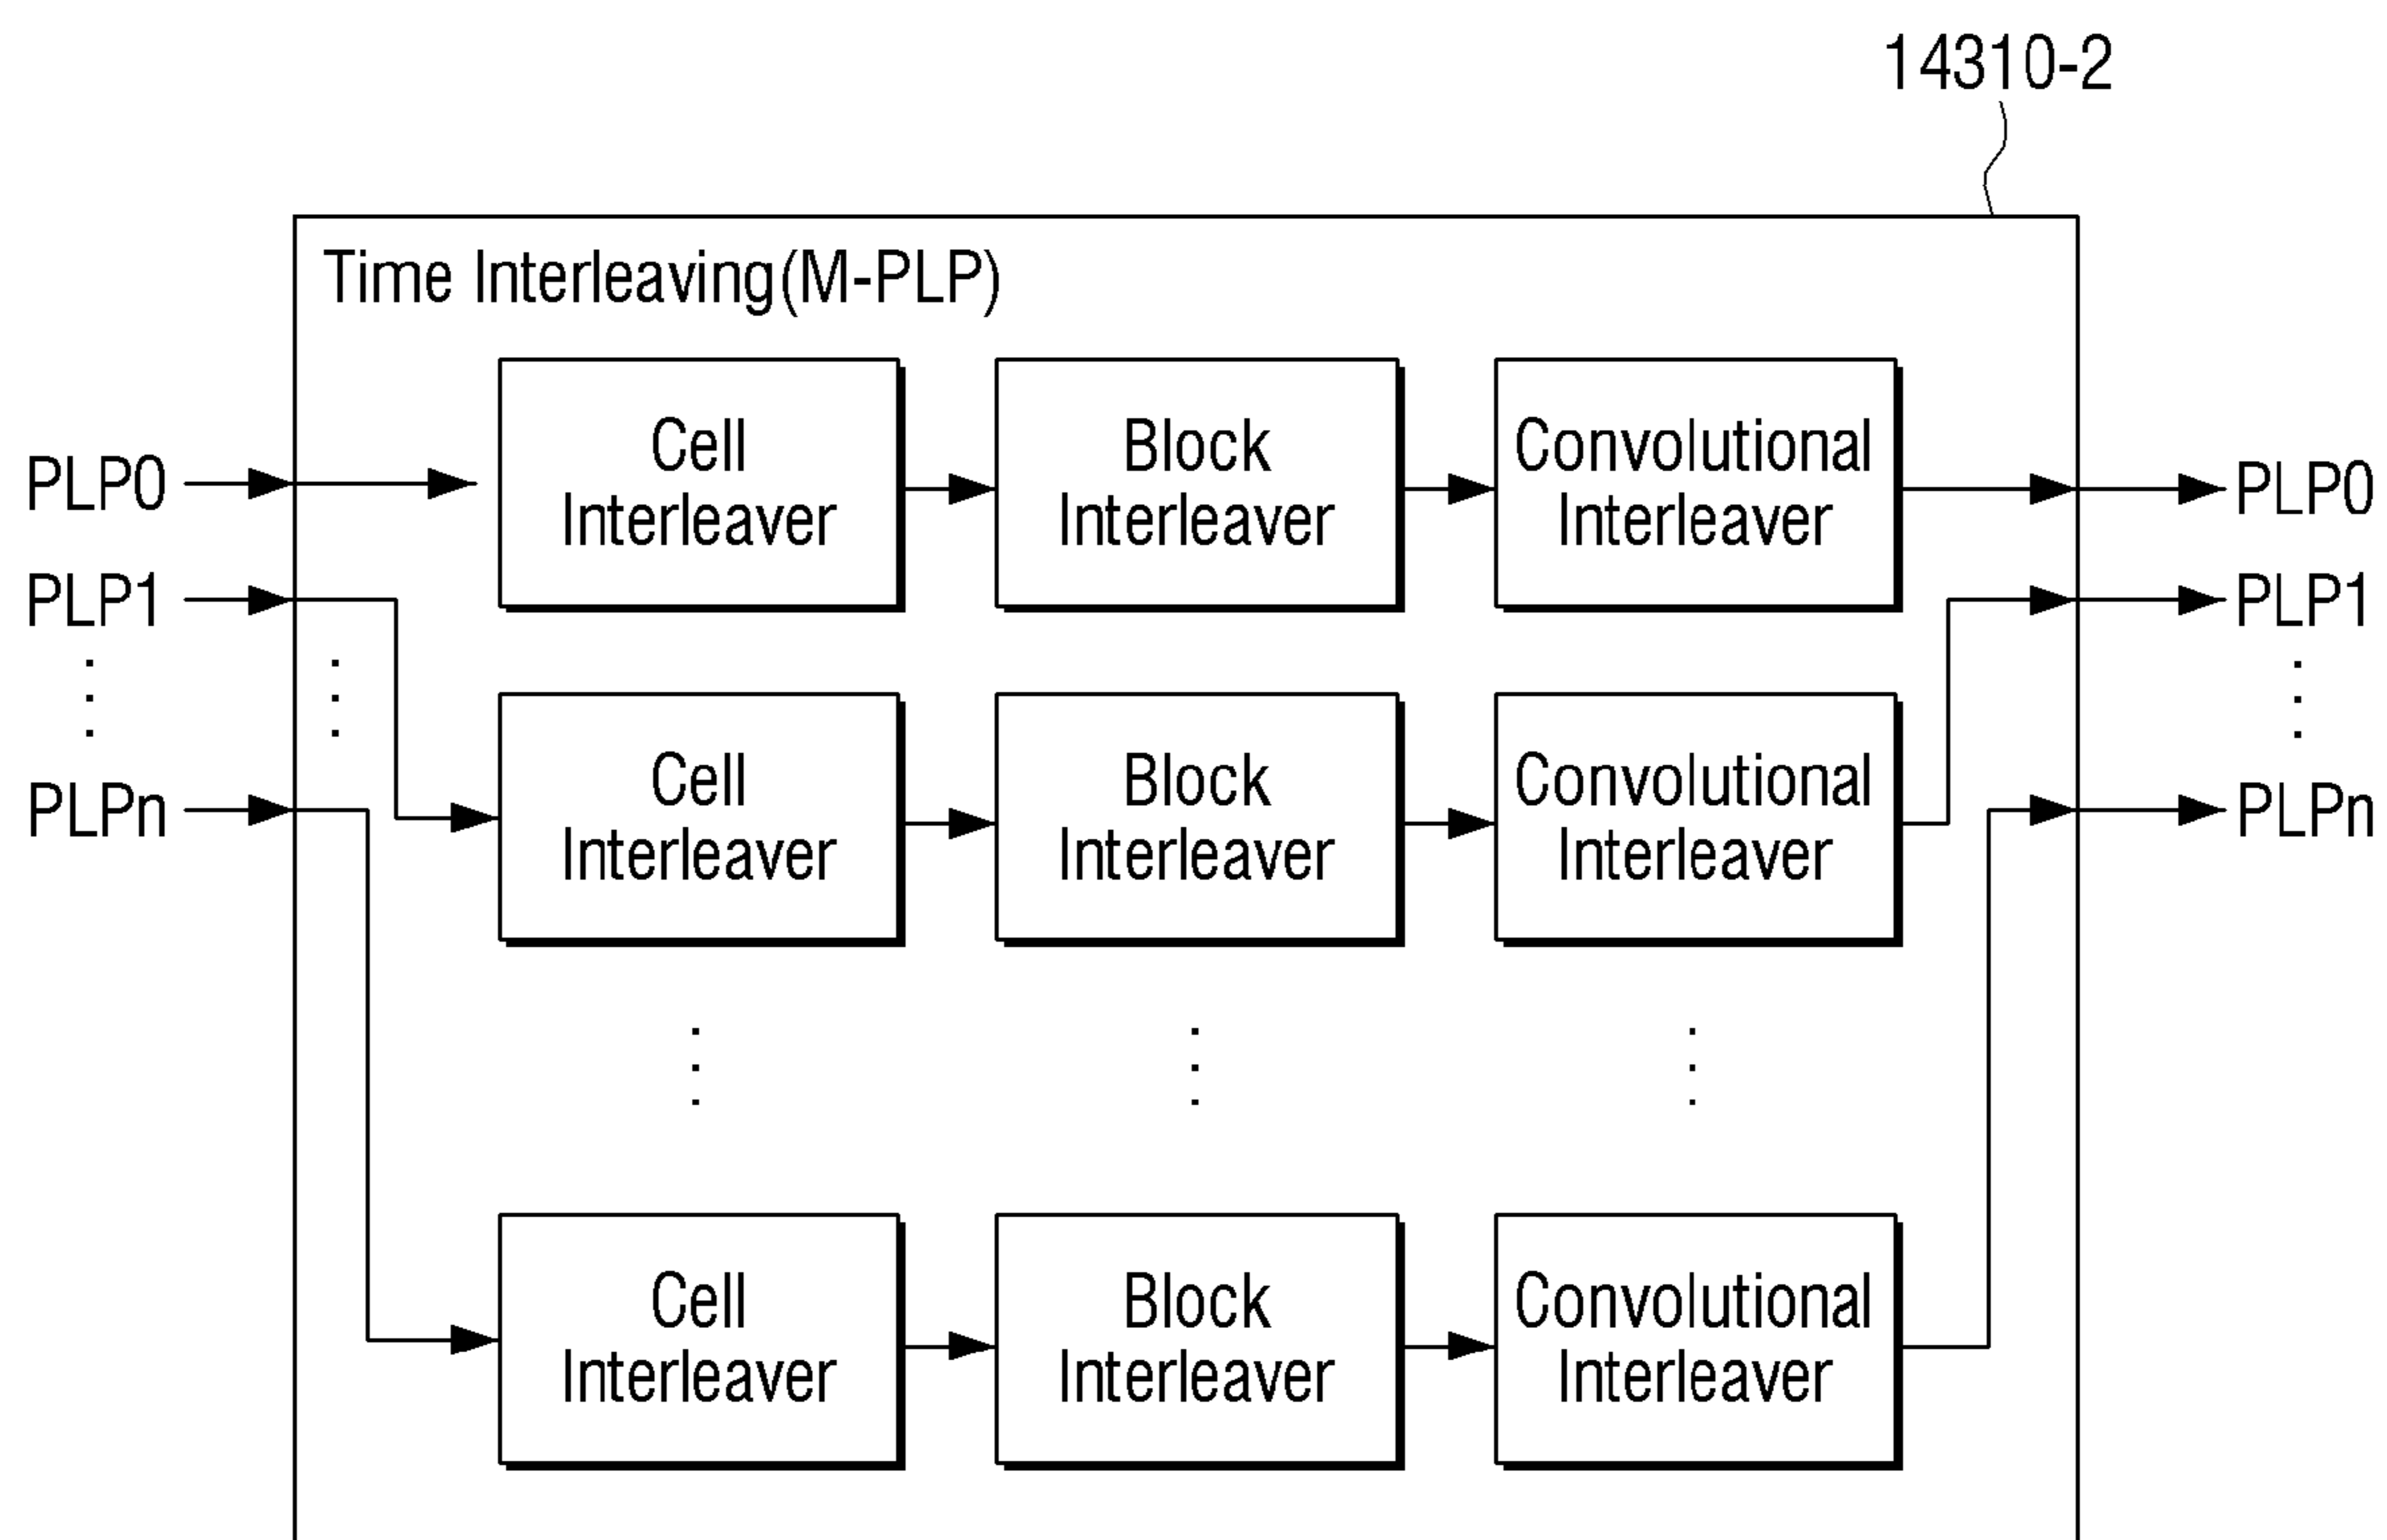 14310-2
Time Interleaving(M-PLP)
Cell
Interleaver
Block
Interleaver
Convolutional
Interleaver
PLP0
PLP0
PLP1
PLP1
Cell
Interleaver
Block
Interleaver
Convolutional
Interleaver
PLPn
PLPn
Cell
Interleaver
Block
Interleaver
Convolutional
Interleaver